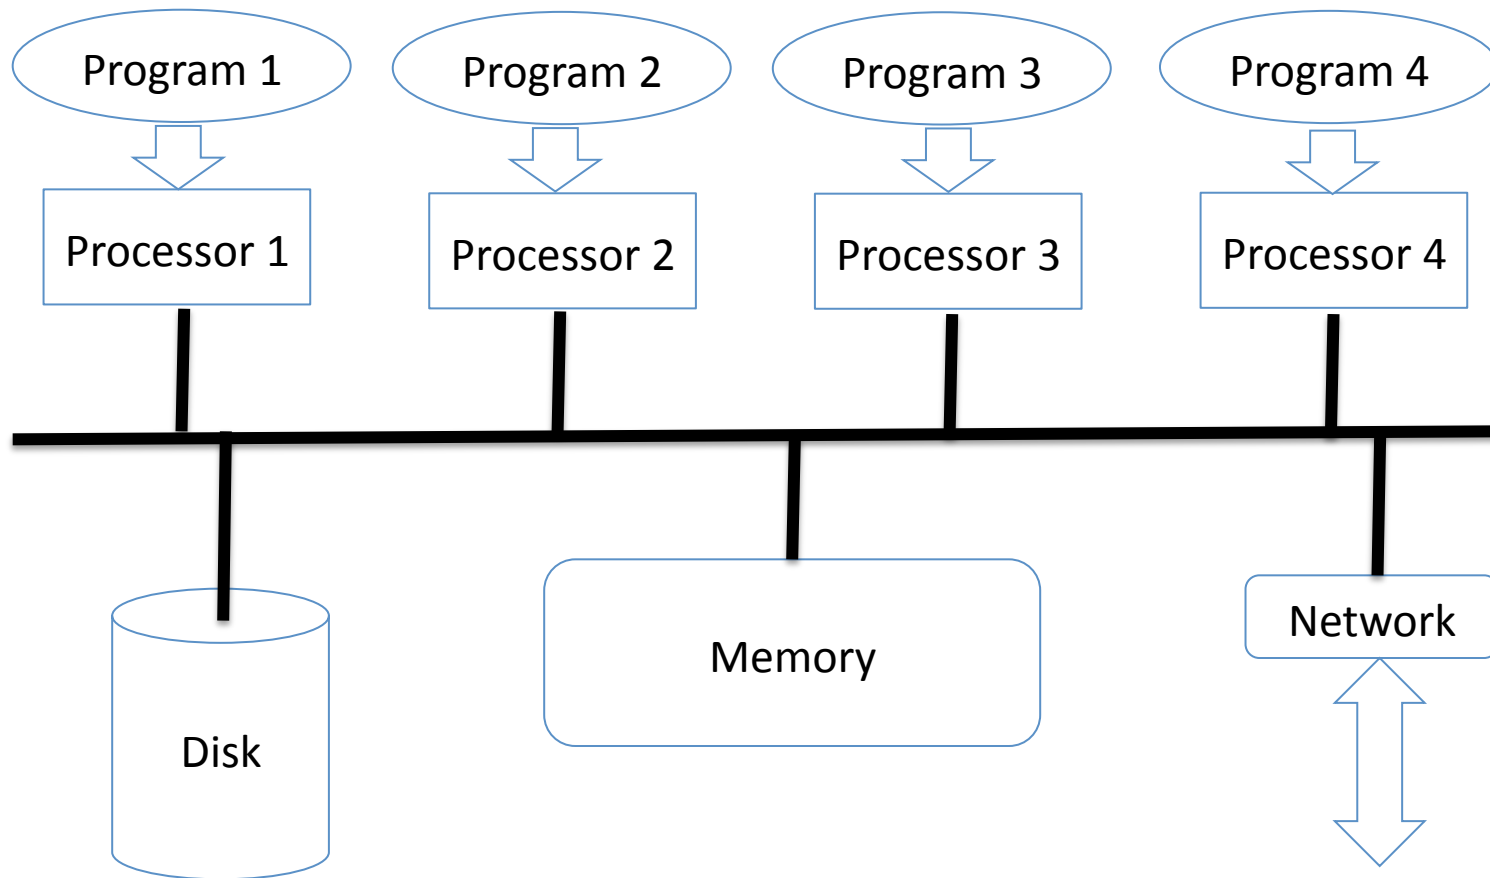 Program 1
Program 2
Program 3
Program 4
Processor 1
Processor 2
Processor 3
Processor 4
Network
Memory
Disk